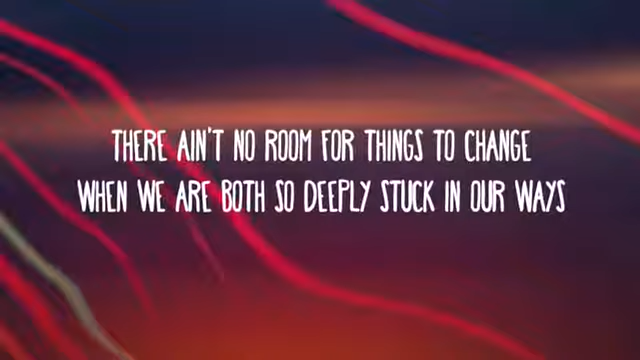 THERE AIN'T NO ROOM FOR THINGS TO CHANGE
WHEN WE ARE BOTH SO DEEPLY STUCK IN OUR WAYS